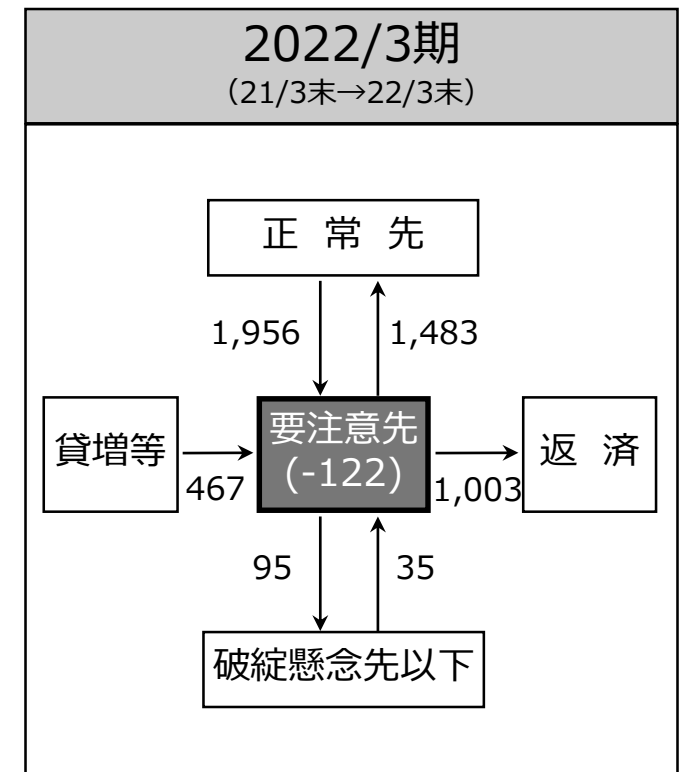 2022/3期
（21/3末→22/3末）
正 常 先
1,956
1,483
貸増等
467
要注意先
(-122)
1,003
返 済
95
35
破綻懸念先以下